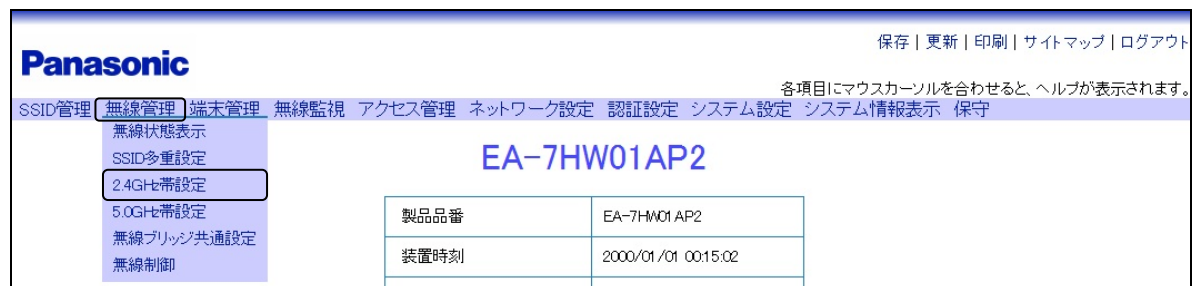 保存 | 更新 | 印刷 | サイトマップ | ログアウト
Panasonic
各項目にマウスカーソルを合わせると、ヘルプが表示されます。
SSID管理 無線管理 端末管理 無線監視 アクセス管理 ネットワーク設定 認証設定 システム設定 システム情報表示 保守
無線状態表示
SSID多重設定
2.4GHz帯設定
5.0GHz帯設定
無線ブリッジ共通設定
無線制御
EA-7HW01AP2
製品品番 EA-7HW01AP2
装置時刻 2000/01/01 00:15:02